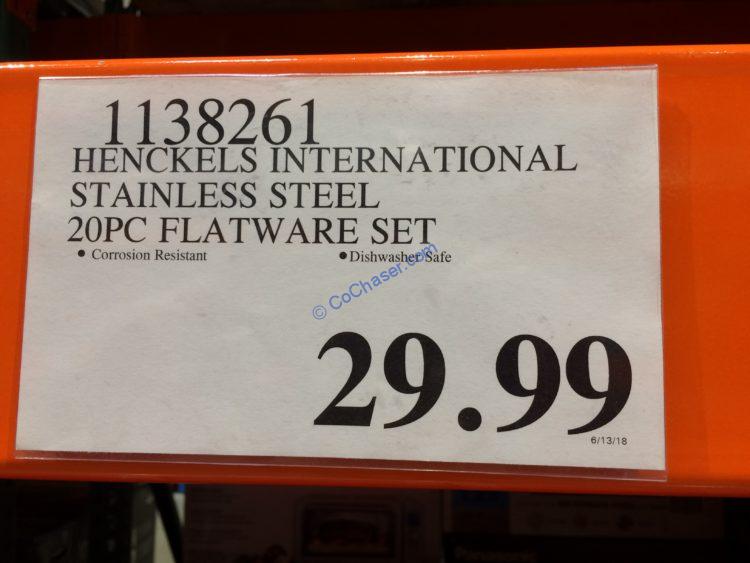 1138261
HENCKELS INTERNATIONAL
STAINLESS STEEL
20PC FLATWARE SET
• Corrosion Resistant • Dishwasher Safe
© CoChaser.com
29.99
6/13/18